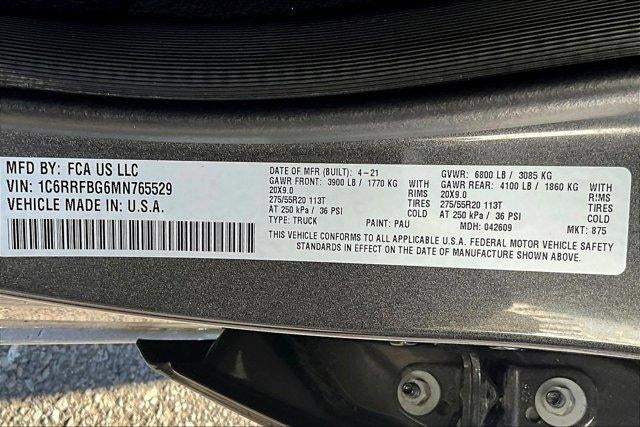 MFD BY: FCA US LLC
VIN: 1C6RRFBG6MN765529
VEHICLE MADE IN: U.S.A.
DATE OF MFR (BUILT): 4-21
GAWR FRONT: 3900 LB / 1770 KG WITH
20X9.0 RIMS
275/55R20 113T TIRES
AT 250 kPa / 36 PSI COLD
TYPE: TRUCK PAINT: PAU
GVWR: 6800 LB / 3085 KG
GAWR REAR: 4100 LB / 1860 KG WITH
20X9.0 RIMS
275/55R20 113T TIRES
AT 250 kPa / 36 PSI COLD
MDH: 042609 MKT: 875
THIS VEHICLE CONFORMS TO ALL APPLICABLE U.S.A. FEDERAL MOTOR VEHICLE SAFETY
STANDARDS IN EFFECT ON THE DATE OF MANUFACTURE SHOWN ABOVE.